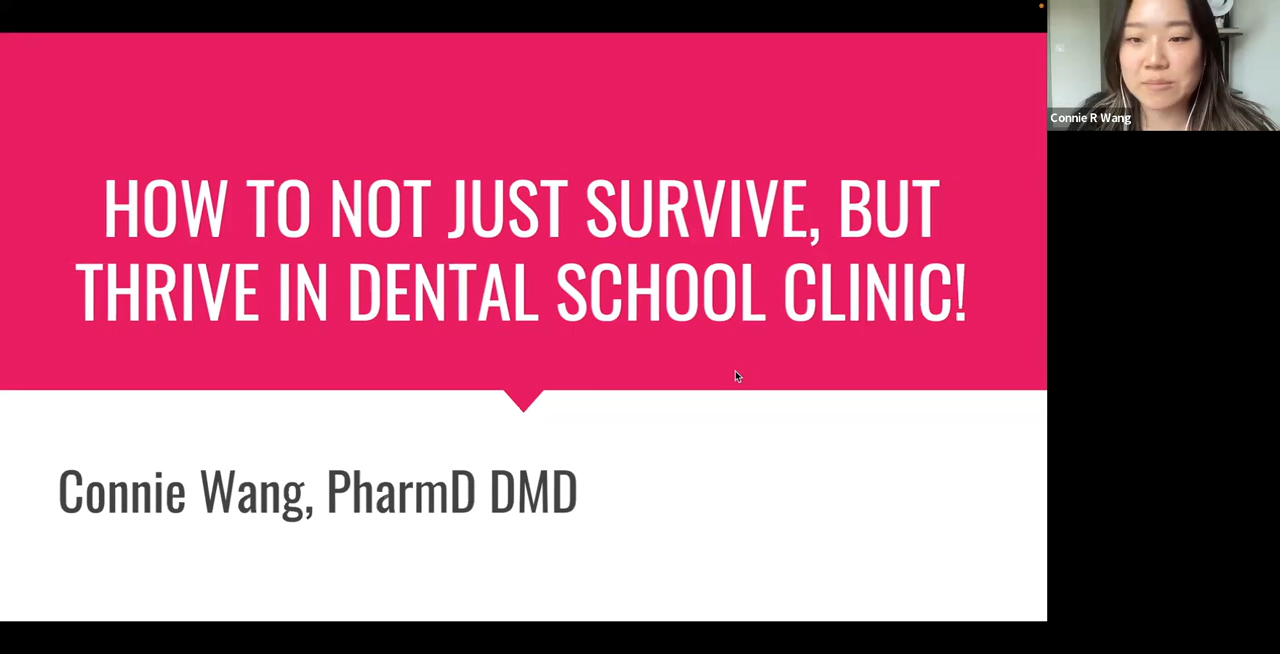 Connie R Wang
HOW TO NOT JUST SURVIVE, BUT
THRIVE IN DENTAL SCHOOL CLINIC!
Connie Wang, PharmD DMD